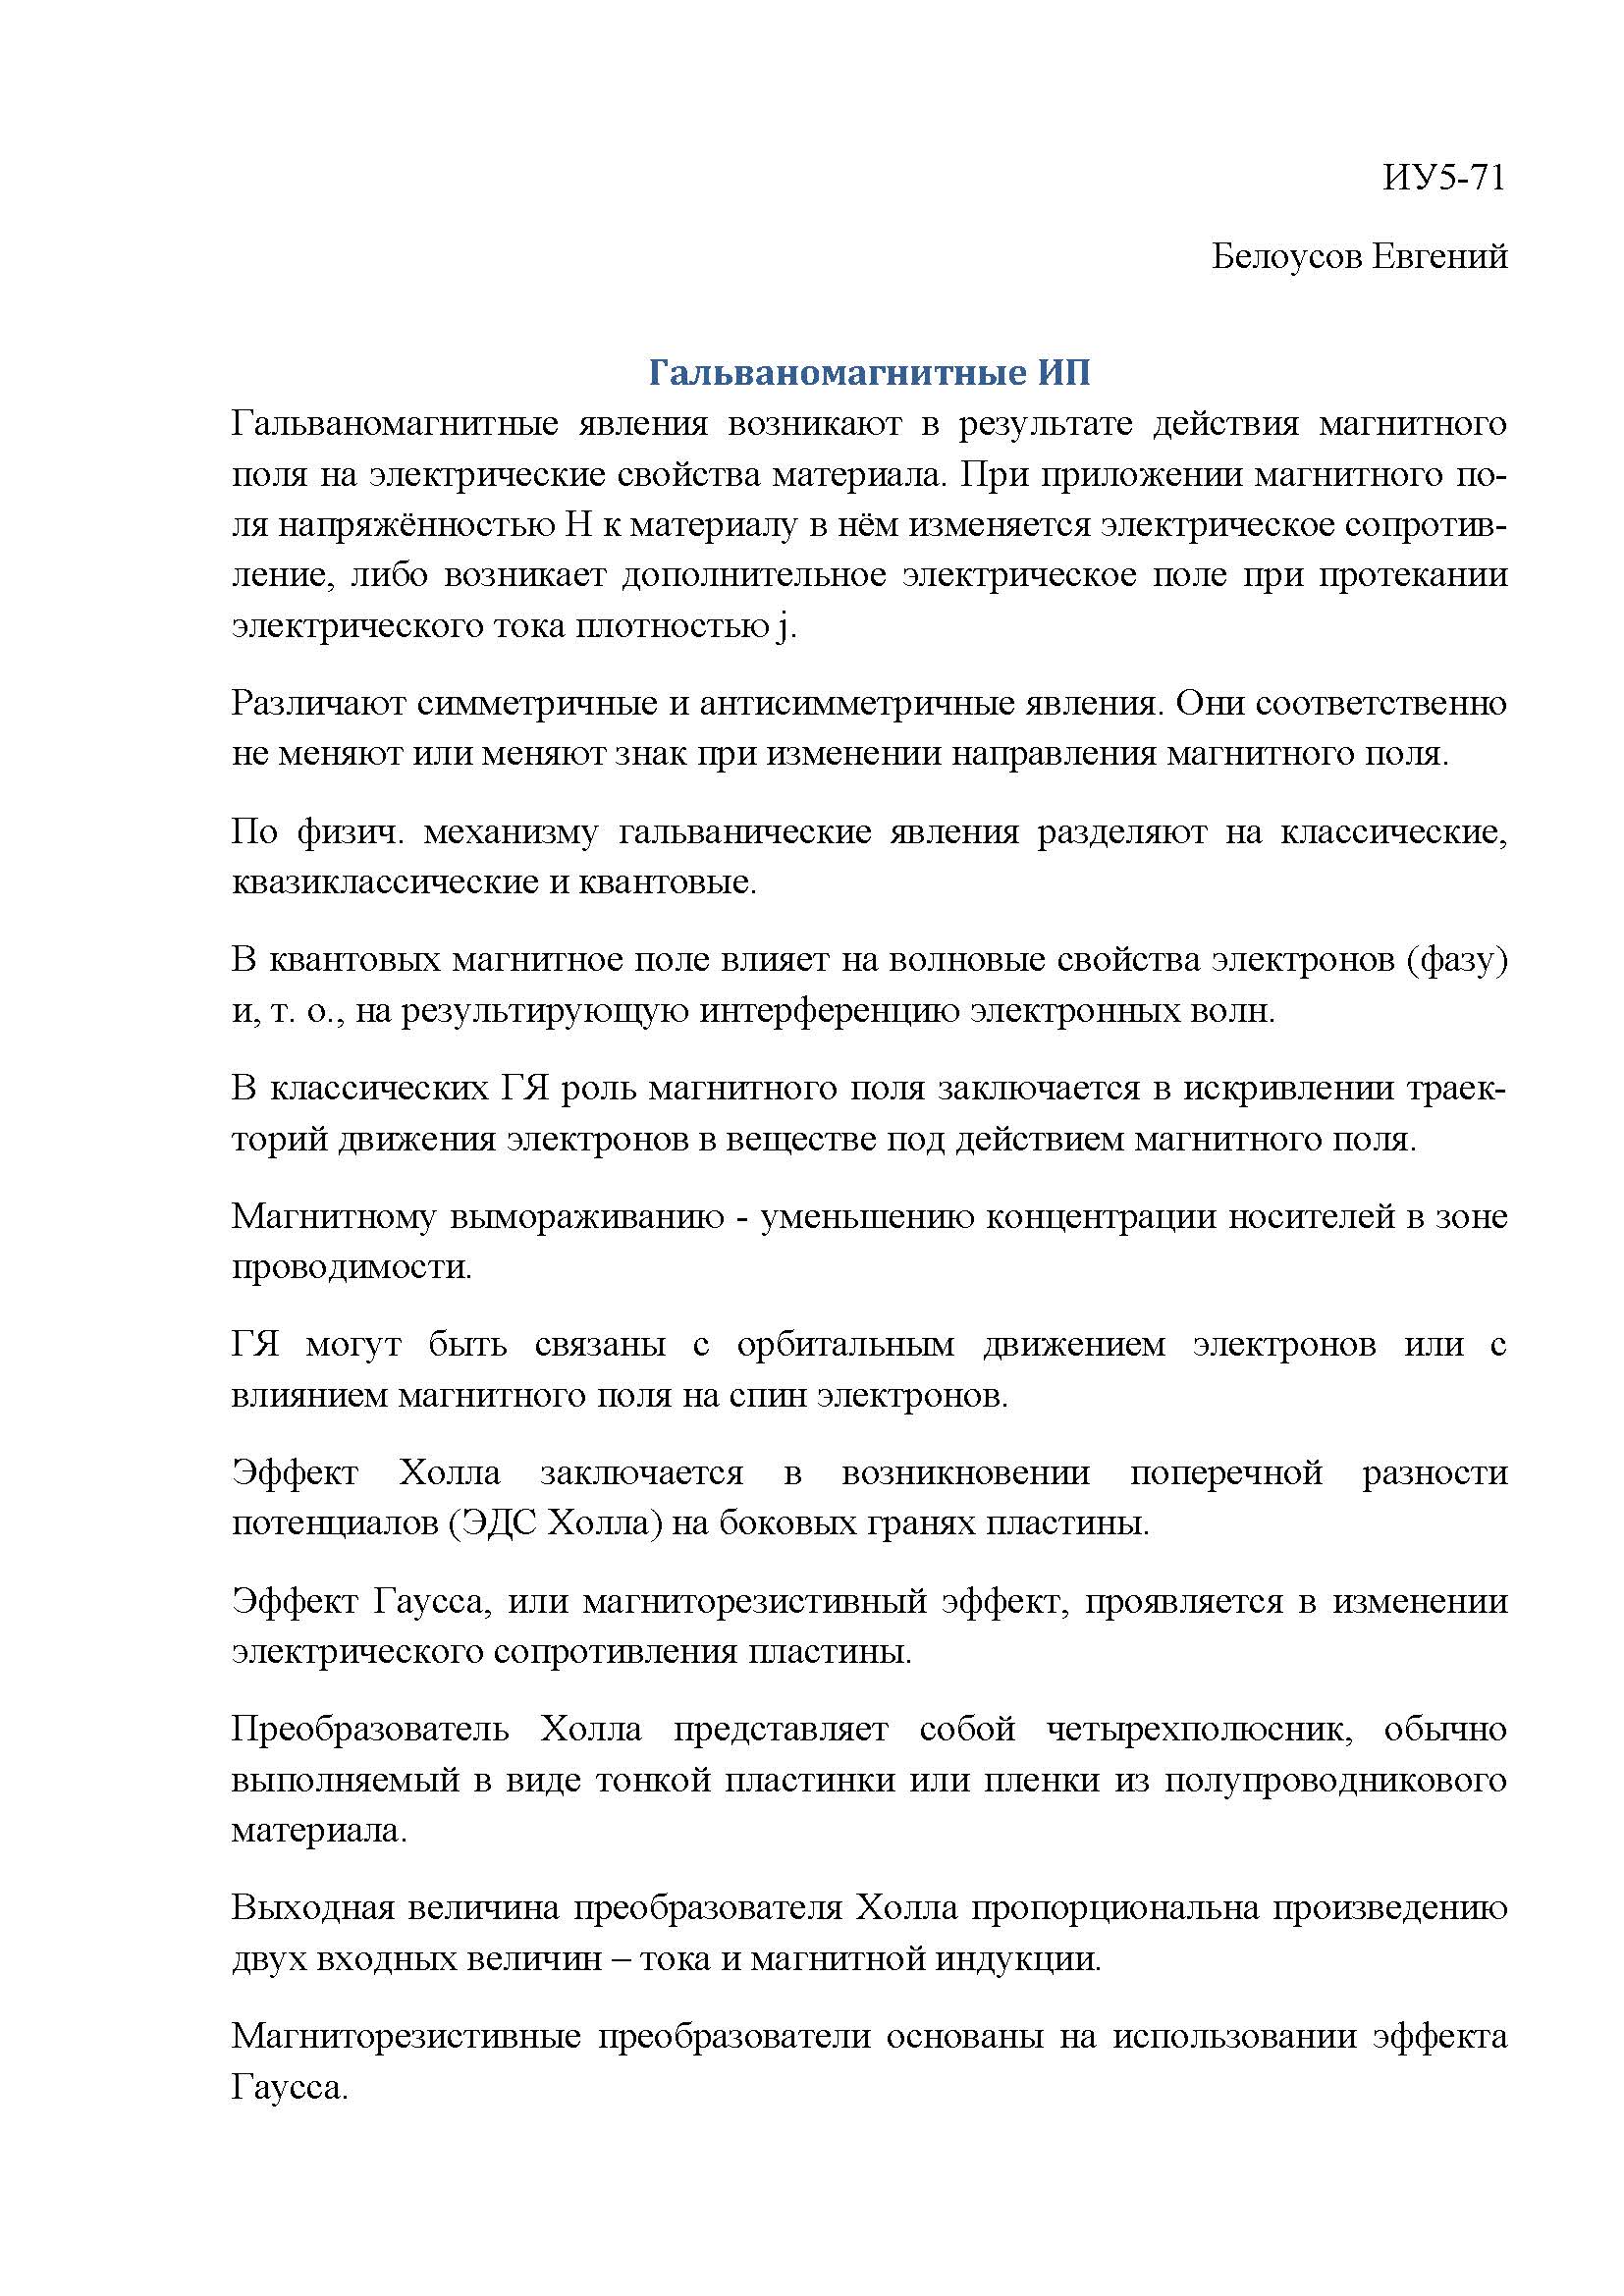 ИУ5-71
Белоусов Евгений
Гальваномагнитные ИП
Гальваномагнитные явления возникают в результате действия магнитного
поля на электрические свойства материала. При приложении магнитного по-
ля напряжённостью H к материалу в нём изменяется электрическое сопротив-
ление, либо возникает дополнительное электрическое поле при протекании
электрического тока плотностью j.
Различают симметричные и антисимметричные явления. Они соответственно
не меняют или меняют знак при изменении направления магнитного поля.
По физич. механизму гальванические явления разделяют на классические,
квазиклассические и квантовые.
В квантовых магнитное поле влияет на волновые свойства электронов (фазу)
и, т. о., на результирующую интерференцию электронных волн.
В классических ГЯ роль магнитного поля заключается в искривлении траек-
торий движения электронов в веществе под действием магнитного поля.
Магнитному вымораживанию - уменьшению концентрации носителей в зоне
проводимости.
ГЯ могут быть связаны с орбитальным движением электронов или с
влиянием магнитного поля на спин электронов.
Эффект Холла заключается в возникновении поперечной разности
потенциалов (ЭДС Холла) на боковых гранях пластины.
Эффект Гаусса, или магниторезистивный эффект, проявляется в изменении
электрического сопротивления пластины.
Преобразователь Холла представляет собой четырехполюсник, обычно
выполняемый в виде тонкой пластинки или пленки из полупроводникового
материала.
Выходная величина преобразователя Холла пропорциональна произведению
двух входных величин – тока и магнитной индукции.
Магниторезистивные преобразователи основаны на использовании эффекта
Гаусса.